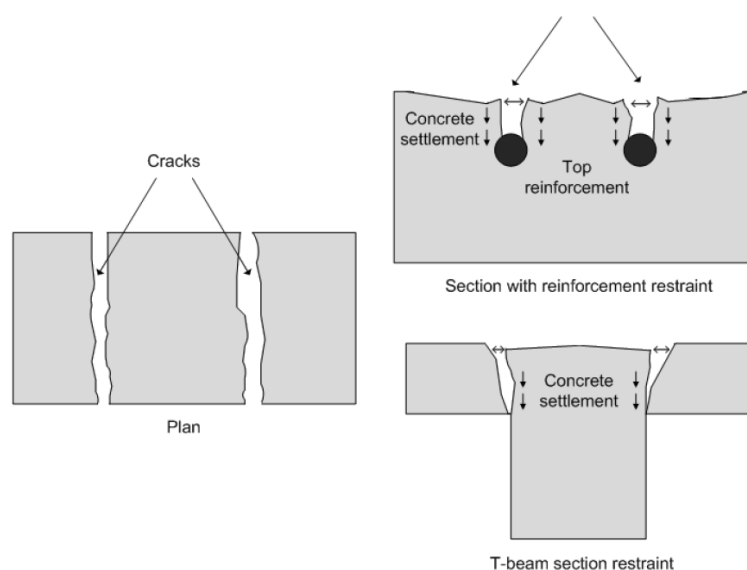 Cracks
Plan
Concrete
settlement
Top
reinforcement
Section with reinforcement restraint
Concrete
settlement
T-beam section restraint